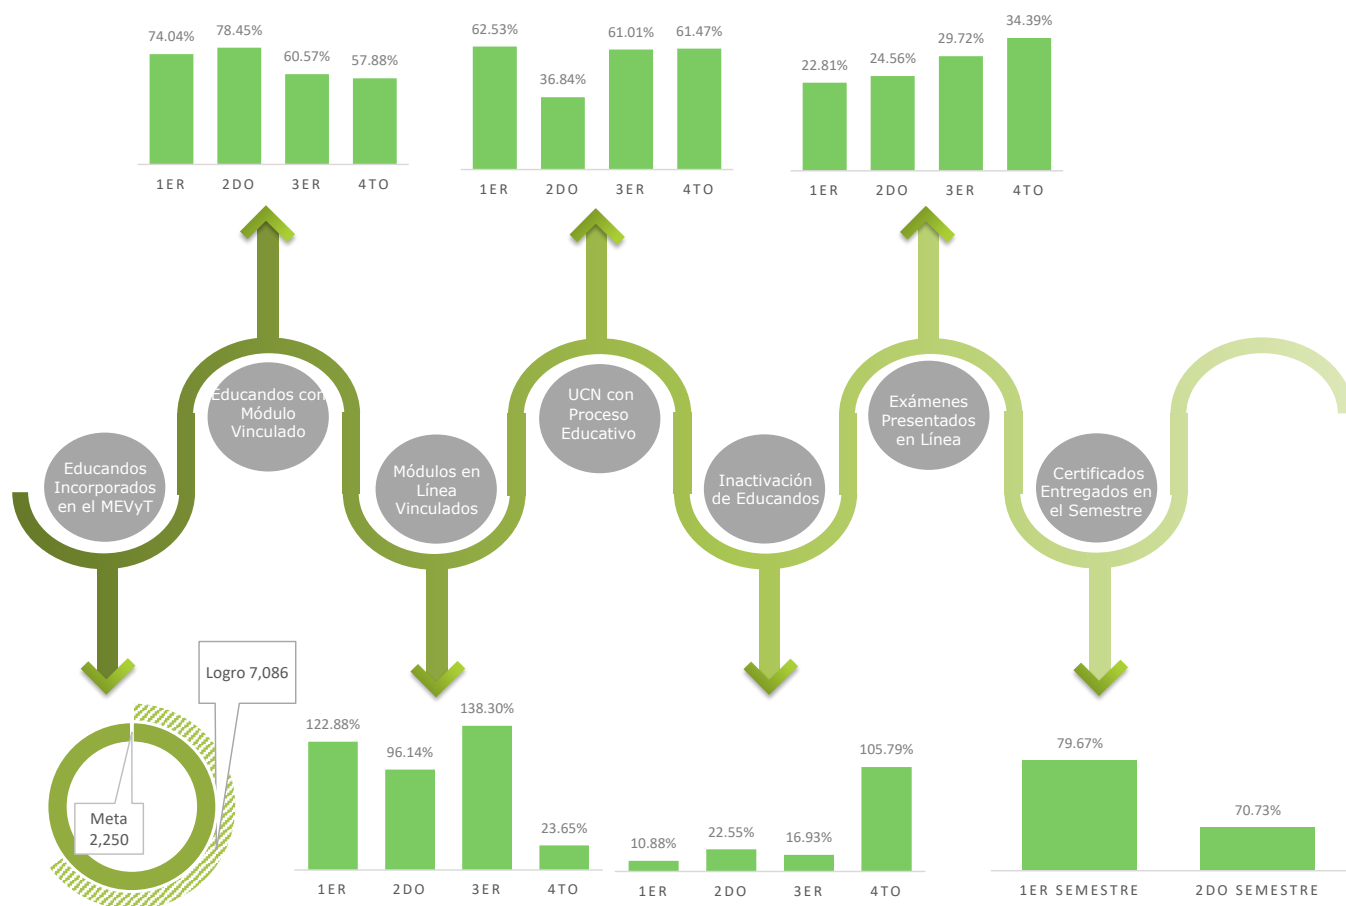 74.04%
78.45%
60.57%
57.88%
1ER
2DO
3ER
4TO
62.53%
36.84%
61.01%
61.47%
1ER
2DO
3ER
4TO
22.81%
24.56%
29.72%
34.39%
1ER
2DO
3ER
4TO
Educandos
Incorporados
en el MEVyT
Educandos con
Módulo
Vinculado
Módulos en
Línea
Vinculados
UCN con
Proceso
Educativo
Inactivación
de Educandos
Exámenes
Presentados
en Línea
Certificados
Entregados en
el Semestre
Logro 7,086
Meta
2,250
122.88%
96.14%
138.30%
23.65%
1ER
2DO
3ER
4TO
10.88%
22.55%
16.93%
105.79%
1ER
2DO
3ER
4TO
79.67%
70.73%
1ER SEMESTRE
2DO SEMESTRE